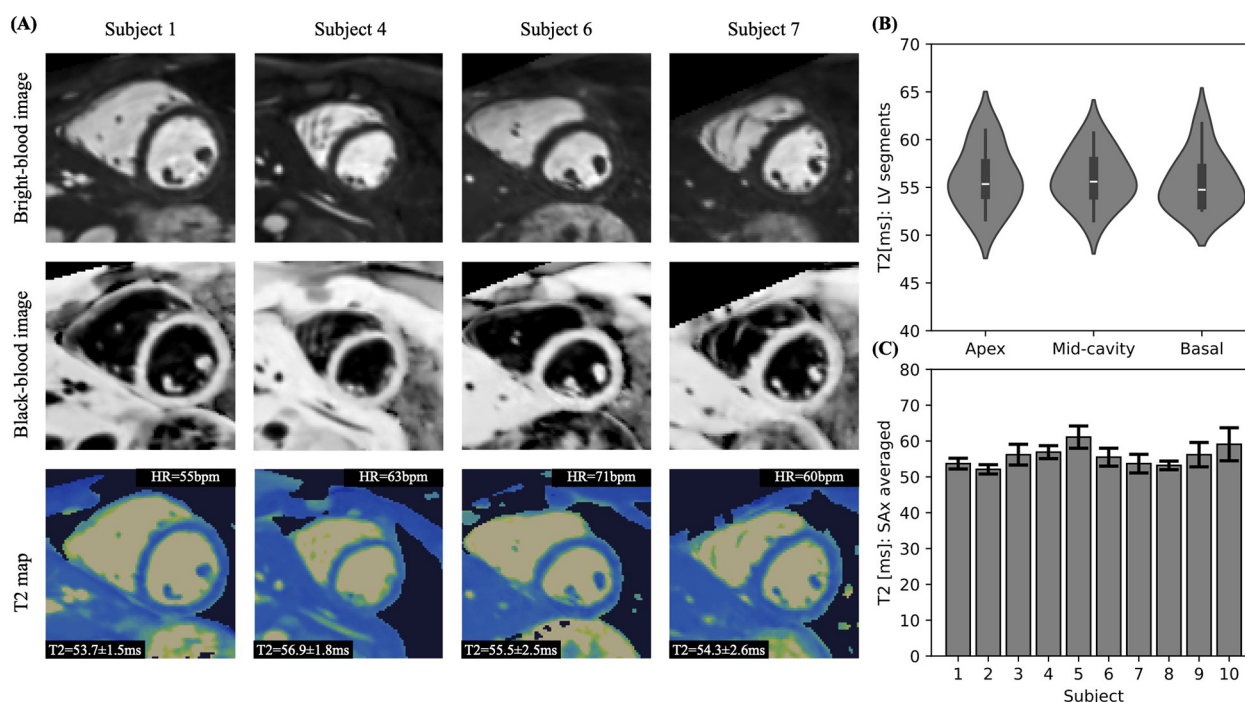 (A)
Subject 1
Subject 4
Subject 6
Subject 7
Bright-blood image
Black-blood image
T2 map
HR=55bpm
HR=63bpm
HR=71bpm
HR=60bpm
T2=53.7±1.5ms
T2=56.9±1.8ms
T2=55.5±2.5ms
T2=54.3±2.6ms
(B)
T2[ms]: LV segments
70
65
60
55
50
45
40
Apex
Mid-cavity
Basal
(C)
T2 [ms]: SAx averaged
80
70
60
50
40
30
20
10
0
1 2 3 4 5 6 7 8 9 10
Subject